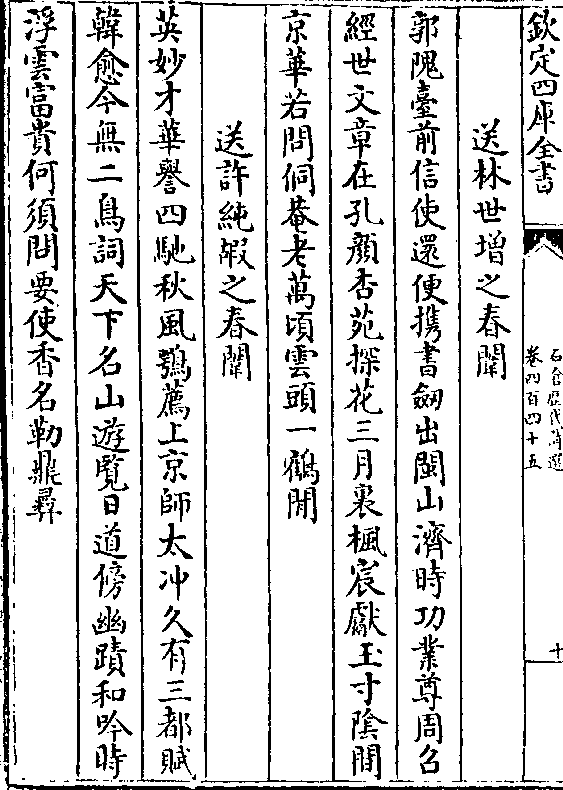 欽定四庫全書
石倉歷代詩選
卷四百四十五
十
送林世增之春闈
郭隗臺前信使還便携書劔出閩山濟時功業尊周召
經世文章在孔顔杏苑探花三月裏楓宸獻玉寸陰間
京華若問侗菴老萬頃雲頭一鶴閒
送許純嘏之春闈
英妙才華譽四馳秋風鶚薦上京師太冲久有三都賦
韓愈今無二鳥詞天下名山遊覽日道傍幽蹟和吟時
浮雲富貴何須問要使香名勒鼎彝